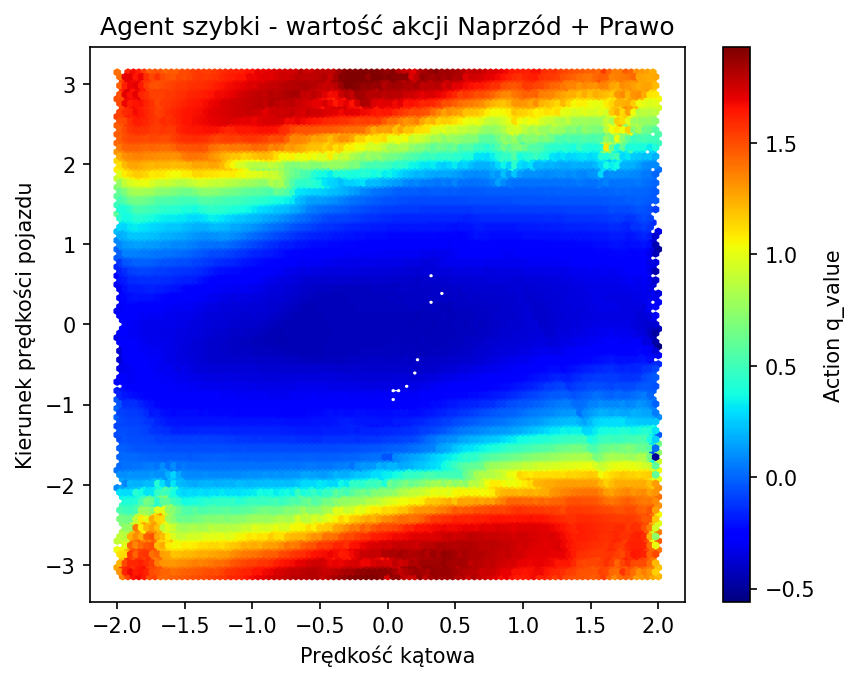 Agent szybki - wartość akcji Naprzód + Prawo
Kierunek prędkości pojazdu
3
2
1
0
−1
−2
−3
−2.0 −1.5 −1.0 −0.5 0.0 0.5 1.0 1.5 2.0
Prędkość kątowa
1.5
1.0
0.5
0.0
−0.5
Action q_value